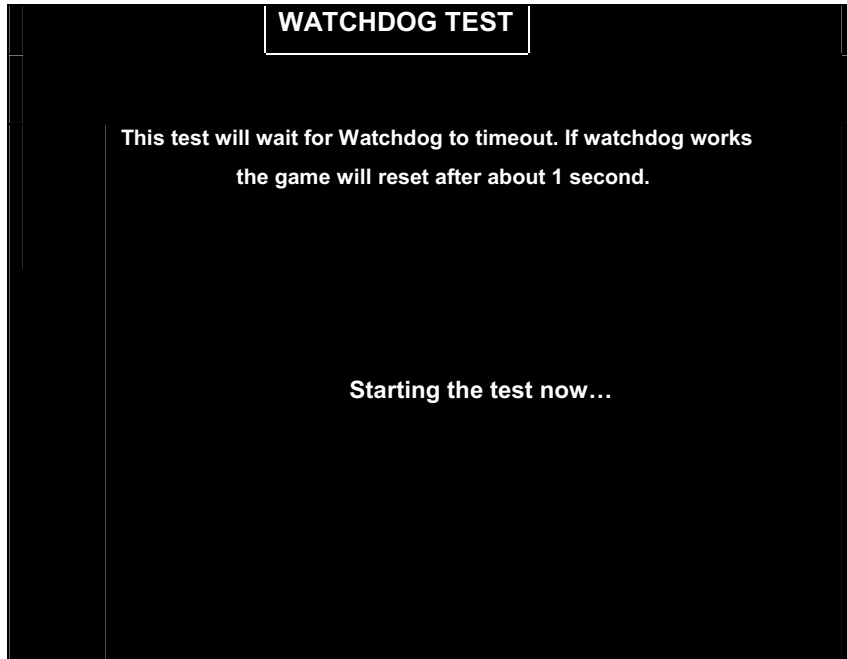 WATCHDOG TEST
This test will wait for Watchdog to timeout. If watchdog works
the game will reset after about 1 second.
Starting the test now…